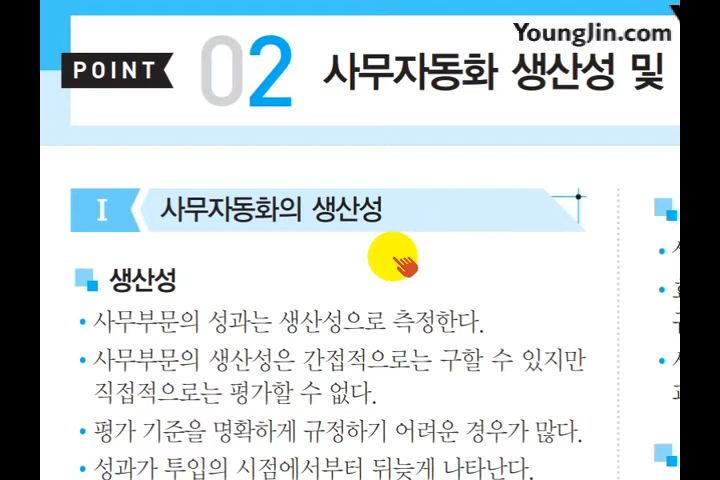 YoungJin.com
POINT 02 사무자동화 생산성 및
I 사무자동화의 생산성
생산성
• 사무부문의 성과는 생산성으로 측정한다.
• 사무부문의 생산성은 간접적으로는 구할 수 있지만
직접적으로는 평가할 수 없다.
• 평가 기준을 명확하게 규정하기 어려운 경우가 많다.
• 성과가 투입의 시점에서부터 뒤늦게 나타난다.